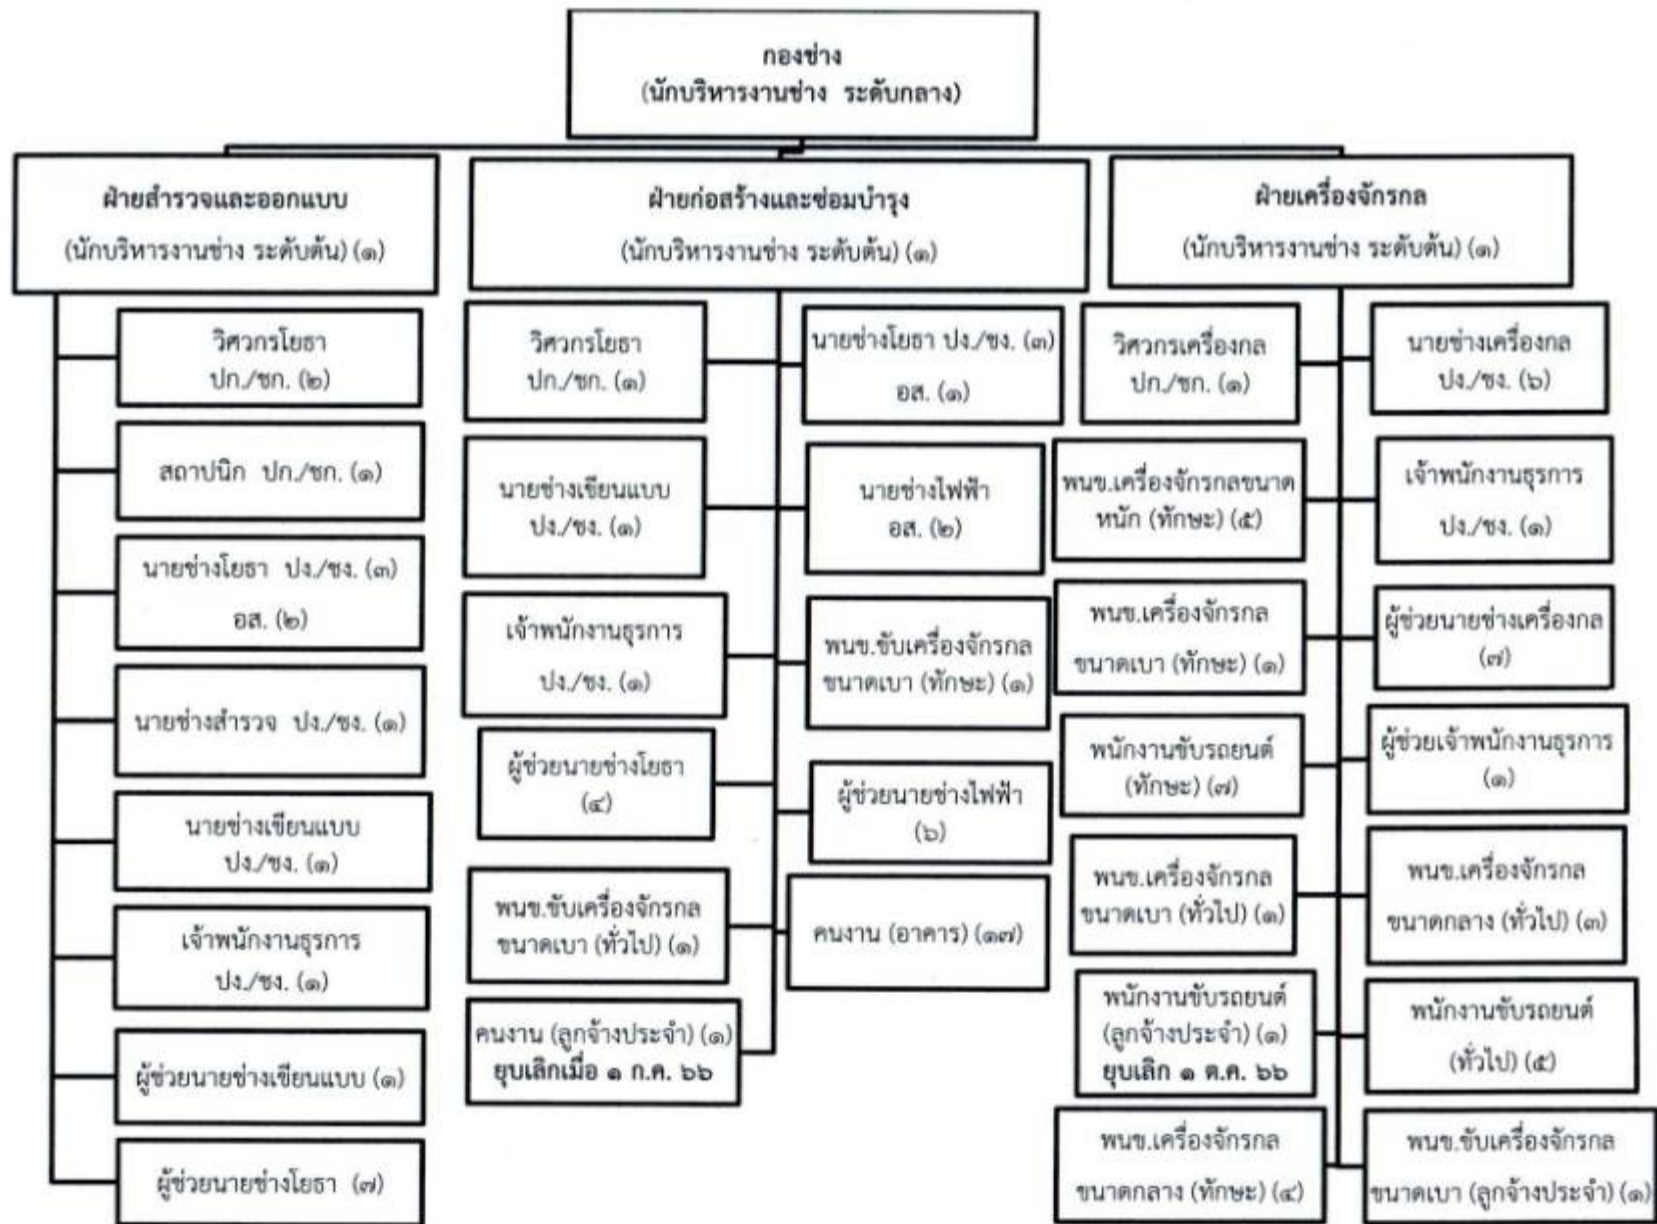 กองช่าง
(นักบริหารงานช่าง ระดับกลาง)
ฝ่ายสำรวจและออกแบบ
(นักบริหารงานช่าง ระดับต้น) (๑)
วิศวกรโยธา
ปก./ชก. (๒)
สถาปนิก ปก./ชก. (๑)
นายช่างโยธา ปง./ชง. (๓)
อส. (๒)
นายช่างสำรวจ ปง./ชง. (๑)
นายช่างเขียนแบบ
ปง./ชง. (๑)
เจ้าพนักงานธุรการ
ปง./ชง. (๑)
ผู้ช่วยนายช่างเขียนแบบ (๑)
ผู้ช่วยนายช่างโยธา (๗)
ฝ่ายก่อสร้างและซ่อมบำรุง
(นักบริหารงานช่าง ระดับต้น) (๑)
วิศวกรโยธา
ปก./ชก. (๑)
นายช่างโยธา ปง./ชง. (๓)
อส. (๑)
นายช่างเขียนแบบ
ปง./ชง. (๑)
นายช่างไฟฟ้า
อส. (๒)
เจ้าพนักงานธุรการ
ปง./ชง. (๑)
พนข.ขับเครื่องจักรกล
ขนาดเบา (ทักษะ) (๑)
ผู้ช่วยนายช่างโยธา
(๔)
ผู้ช่วยนายช่างไฟฟ้า
(๖)
พนข.ขับเครื่องจักรกล
ขนาดเบา (ทั่วไป) (๑)
คนงาน (อาคาร) (๑๗)
คนงาน (ลูกจ้างประจำ) (๑)
ยุบเลิกเมื่อ ๑ ก.ค. ๖๖
ฝ่ายเครื่องจักรกล
(นักบริหารงานช่าง ระดับต้น) (๑)
วิศวกรเครื่องกล
ปก./ชก. (๑)
นายช่างเครื่องกล
ปง./ชง. (๖)
พนข.เครื่องจักรกลขนาด
หนัก (ทักษะ) (๕)
เจ้าพนักงานธุรการ
ปง./ชง. (๑)
พนข.เครื่องจักรกล
ขนาดเบา (ทักษะ) (๑)
ผู้ช่วยนายช่างเครื่องกล
(๗)
พนักงานขับรถยนต์
(ทักษะ) (๗)
ผู้ช่วยเจ้าพนักงานธุรการ
(๑)
พนข.เครื่องจักรกล
ขนาดเบา (ทั่วไป) (๑)
พนข.เครื่องจักรกล
ขนาดกลาง (ทั่วไป) (๓)
พนักงานขับรถยนต์
(ลูกจ้างประจำ) (๑)
ยุบเลิก ๑ ต.ค. ๖๖
พนักงานขับรถยนต์
(ทั่วไป) (๕)
พนข.เครื่องจักรกล
ขนาดกลาง (ทักษะ) (๔)
พนข.ขับเครื่องจักรกล
ขนาดเบา (ลูกจ้างประจำ) (๑)